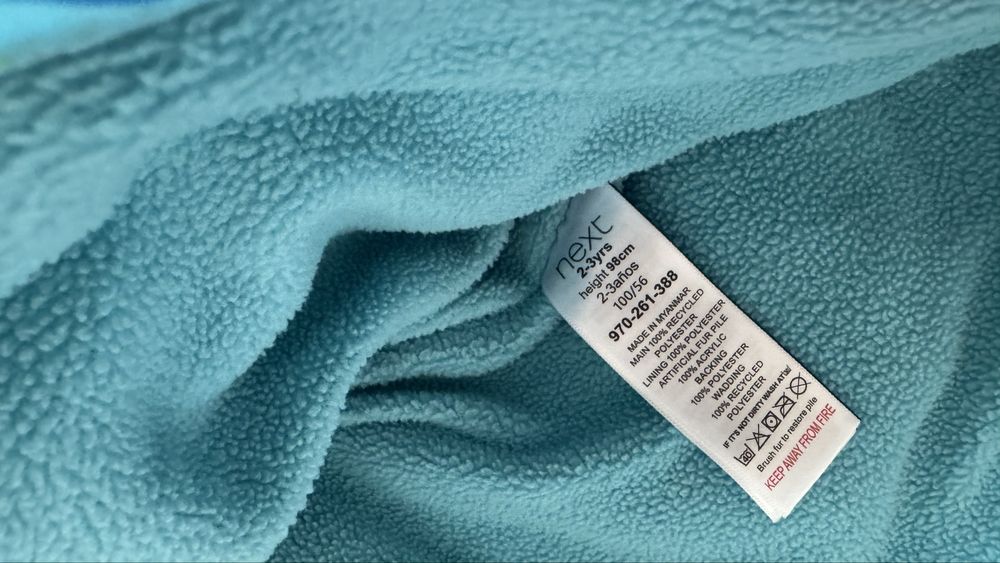 next
2-3yrs
height 98cm
2-3años
100/56
970-261-388
MADE IN MYANMAR
MAIN 100% RECYCLED
POLYESTER
LINING 100% POLYESTER
ARTIFICIAL FUR PILE
100% ACRYLIC
BACKING
100% POLYESTER
WADDING
100% RECYCLED
POLYESTER
IF IT'S NOT DIRTY WASH AT30/
40
Brush fur to restore pile
KEEP AWAY FROM FIRE